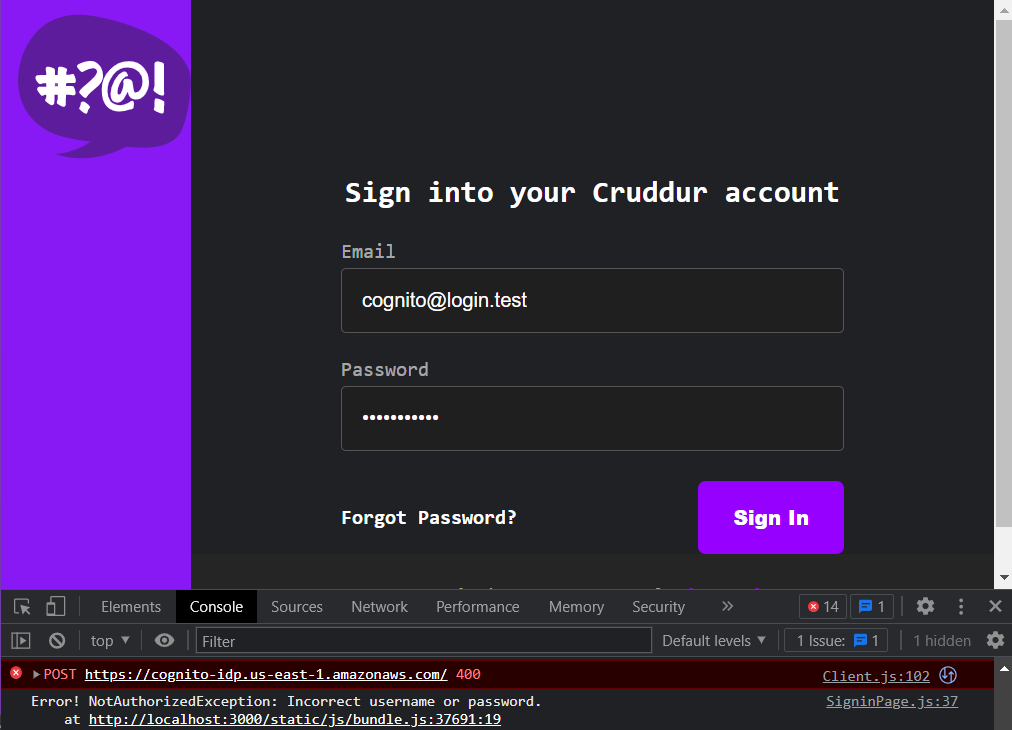 #?@!
Sign into your Cruddur account
Email
cognito@login.test
Password
•••••••••••
Forgot Password?
Sign In
Elements Console Sources Network Performance Memory Security » 14 1
top Filter Default levels 1 Issue: 1 1 hidden
POST https://cognito-idp.us-east-1.amazonaws.com/ 400 Client.js:102
Error! NotAuthorizedException: Incorrect username or password. SigninPage.js:37
at http://localhost:3000/static/js/bundle.js:37691:19